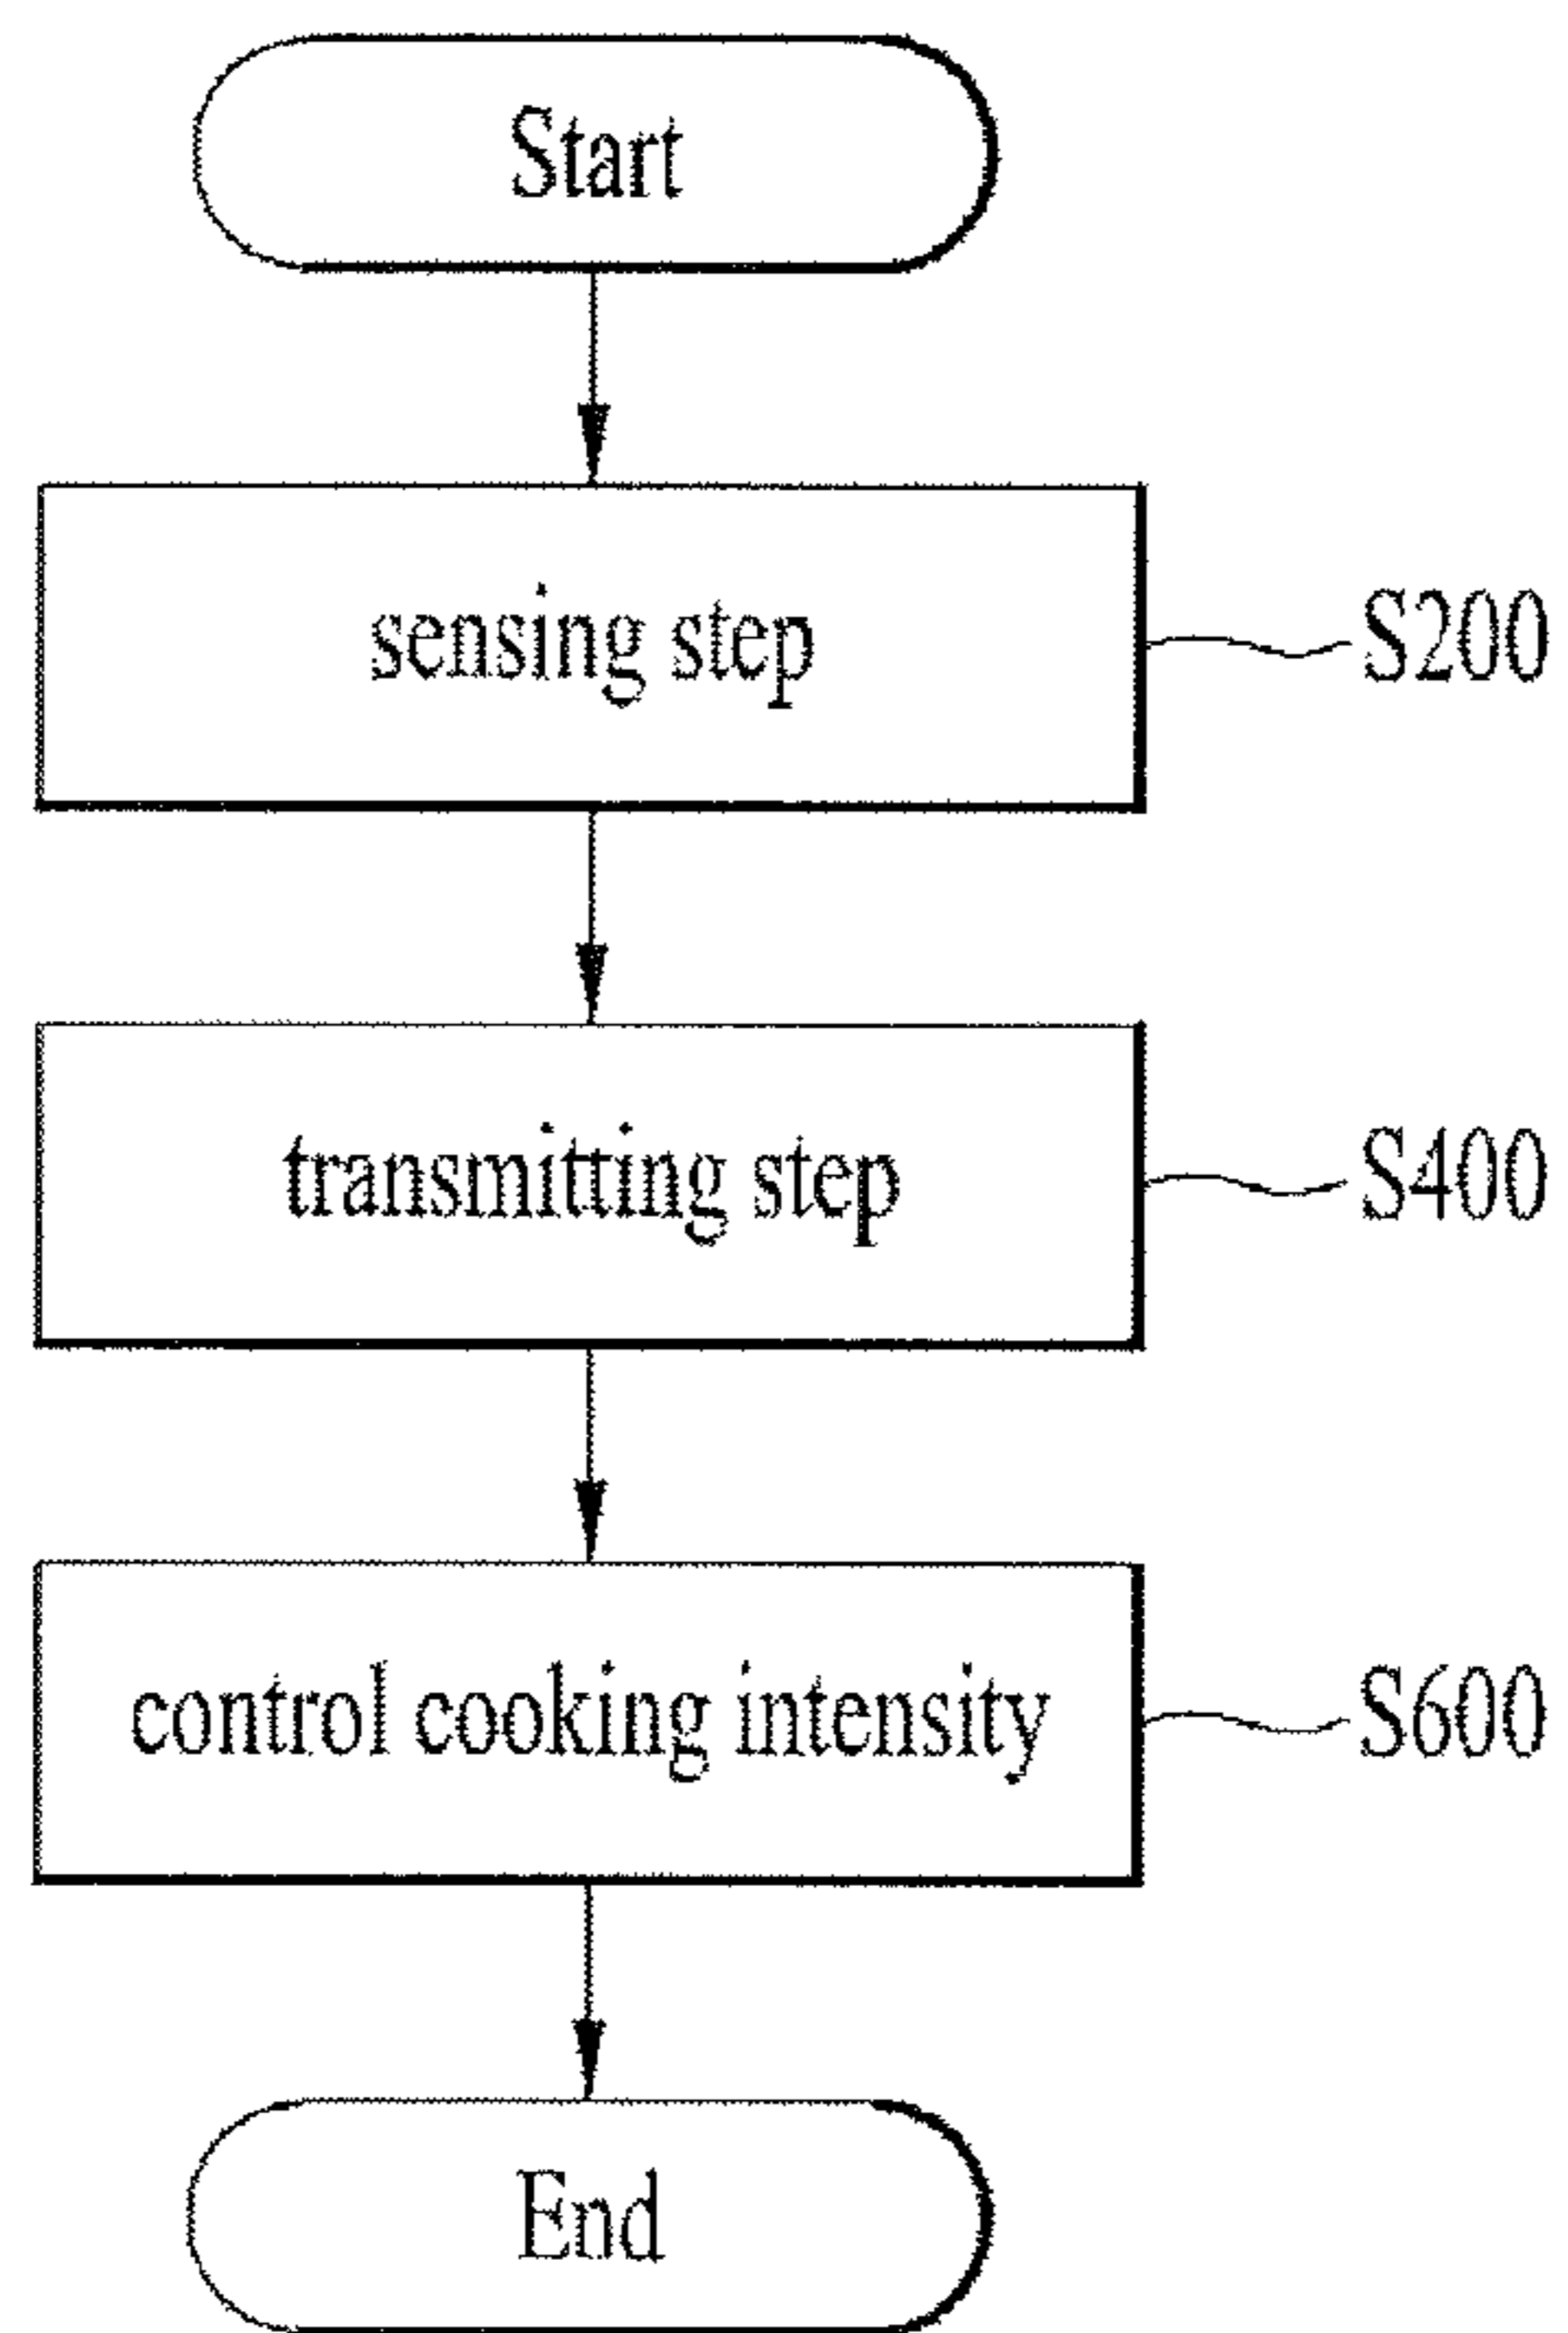 Start
sensing step
S200
transmitting step
S400
control cooking intensity
S600
End